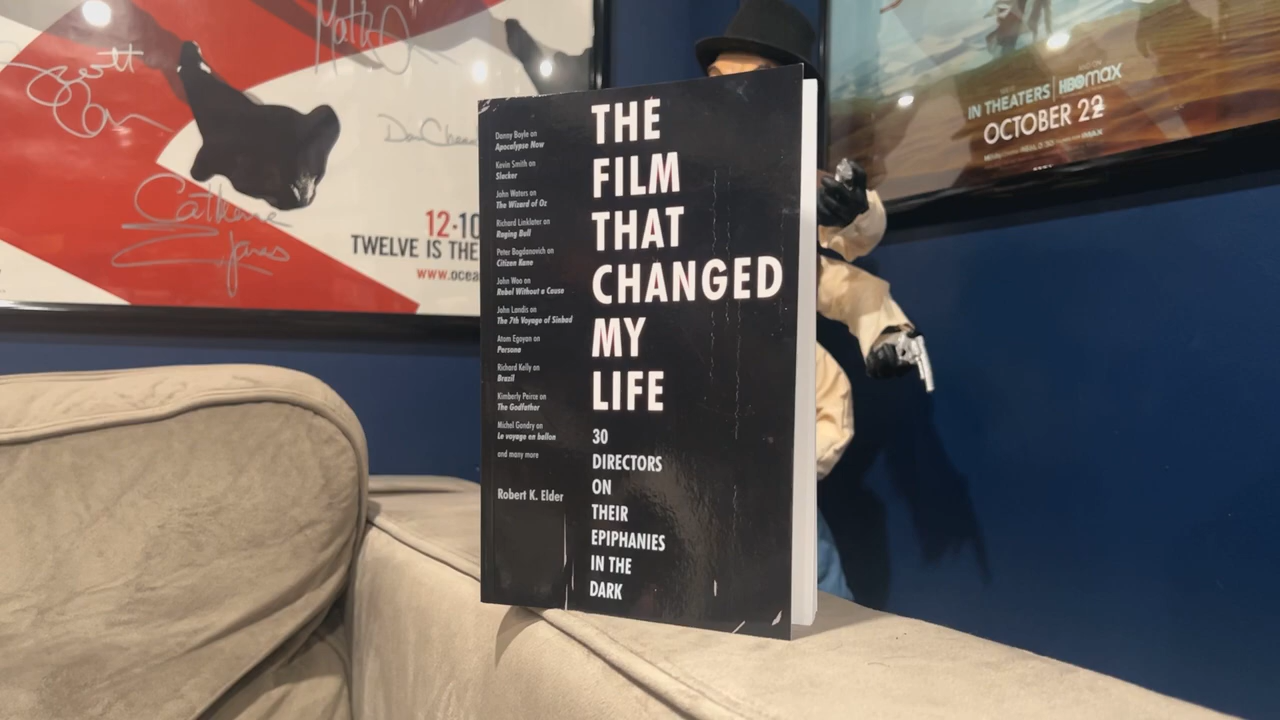 12·10
TWELVE IS THE
www.ocea
Danny Boyle on
Apocalypse Now
Kevin Smith on
Slacker
John Waters on
The Wizard of Oz
Richard Linklater on
Raging Bull
Peter Bogdanovich on
Citizen Kane
John Woo on
Rebel Without a Cause
John Landis on
The 7th Voyage of Sinbad
Atom Egoyan on
Persona
Richard Kelly on
Brazil
Kimberly Peirce on
The Godfather
Michel Gondry on
Le voyage en ballon
and many more
Robert K. Elder
THE
FILM
THAT
CHANGED
MY
LIFE
30
DIRECTORS
ON
THEIR
EPIPHANIES
IN THE
DARK
IN THEATERS | HBOMAX
OCTOBER 22